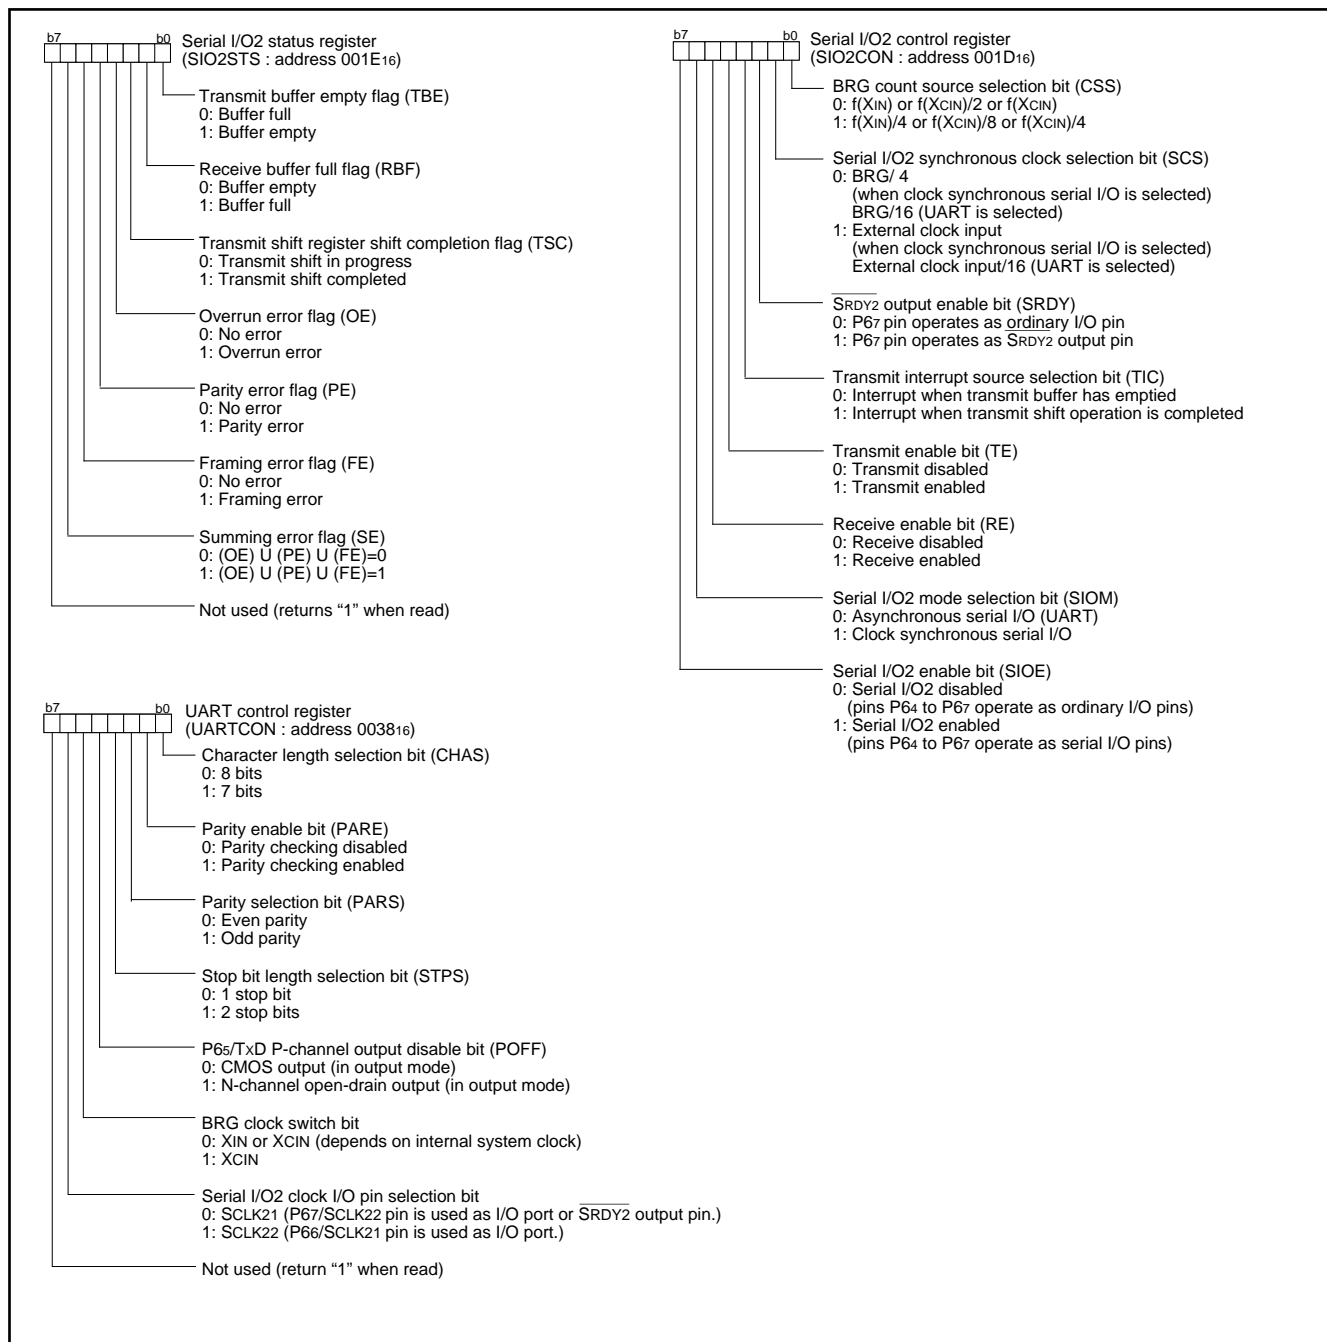 b7 b0 Serial I/O2 status register
(SIO2STS : address 001E16)
Transmit buffer empty flag (TBE)
0: Buffer full
1: Buffer empty
Receive buffer full flag (RBF)
0: Buffer empty
1: Buffer full
Transmit shift register shift completion flag (TSC)
0: Transmit shift in progress
1: Transmit shift completed
Overrun error flag (OE)
0: No error
1: Overrun error
Parity error flag (PE)
0: No error
1: Parity error
Framing error flag (FE)
0: No error
1: Framing error
Summing error flag (SE)
0: (OE) U (PE) U (FE)=0
1: (OE) U (PE) U (FE)=1
Not used (returns “1” when read)
b7 b0 UART control register
(UARTCON : address 003816)
Character length selection bit (CHAS)
0: 8 bits
1: 7 bits
Parity enable bit (PARE)
0: Parity checking disabled
1: Parity checking enabled
Parity selection bit (PARS)
0: Even parity
1: Odd parity
Stop bit length selection bit (STPS)
0: 1 stop bit
1: 2 stop bits
P65/TXD P-channel output disable bit (POFF)
0: CMOS output (in output mode)
1: N-channel open-drain output (in output mode)
BRG clock switch bit
0: XIN or XCIN (depends on internal system clock)
1: XCIN
Serial I/O2 clock I/O pin selection bit
0: SCLK21 (P67/SCLK22 pin is used as I/O port or SRDY2 output pin.)
1: SCLK22 (P66/SCLK21 pin is used as I/O port.)
Not used (return “1” when read)
b7 b0 Serial I/O2 control register
(SIO2CON : address 001D16)
BRG count source selection bit (CSS)
0: f(XIN) or f(XCIN)/2 or f(XCIN)
1: f(XIN)/4 or f(XCIN)/8 or f(XCIN)/4
Serial I/O2 synchronous clock selection bit (SCS)
0: BRG/ 4
(when clock synchronous serial I/O is selected)
BRG/16 (UART is selected)
1: External clock input
(when clock synchronous serial I/O is selected)
External clock input/16 (UART is selected)
SRDY2 output enable bit (SRDY)
0: P67 pin operates as ordinary I/O pin
1: P67 pin operates as SRDY2 output pin
Transmit interrupt source selection bit (TIC)
0: Interrupt when transmit buffer has emptied
1: Interrupt when transmit shift operation is completed
Transmit enable bit (TE)
0: Transmit disabled
1: Transmit enabled
Receive enable bit (RE)
0: Receive disabled
1: Receive enabled
Serial I/O2 mode selection bit (SIOM)
0: Asynchronous serial I/O (UART)
1: Clock synchronous serial I/O
Serial I/O2 enable bit (SIOE)
0: Serial I/O2 disabled
(pins P64 to P67 operate as ordinary I/O pins)
1: Serial I/O2 enabled
(pins P64 to P67 operate as serial I/O pins)